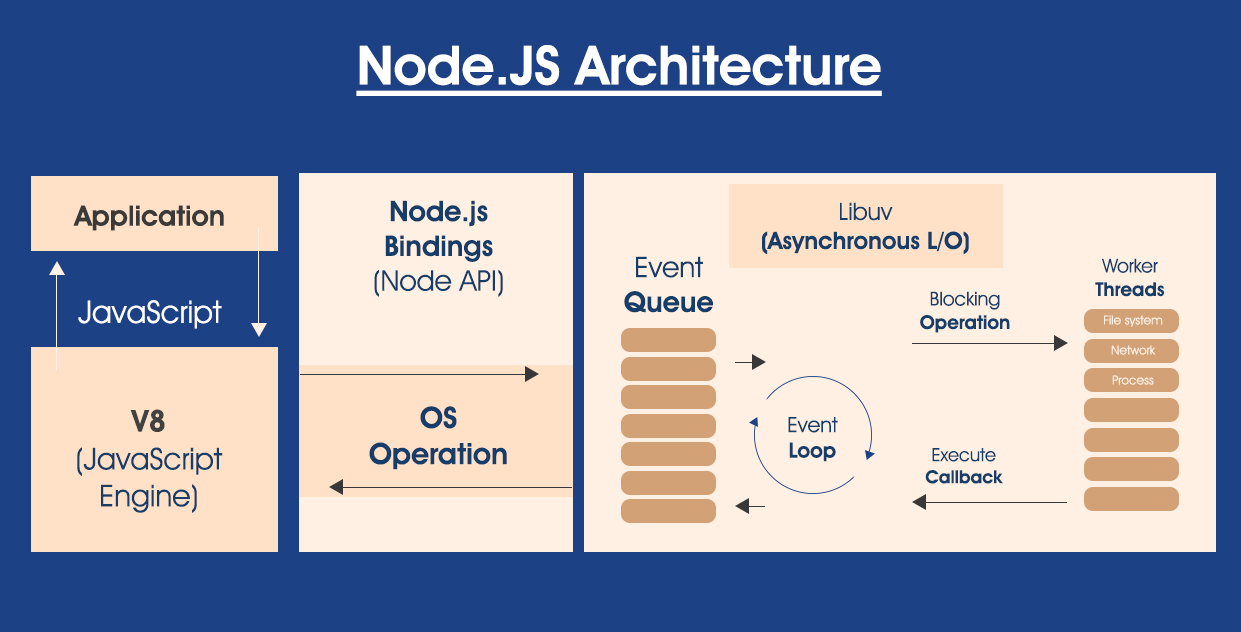 Node.JS Architecture
Application
JavaScript
V8
(JavaScript
Engine)
Node.js
Bindings
(Node API)
OS
Operation
Libuv
(Asynchronous L/O)
Event
Queue
Event
Loop
Blocking
Operation
Execute
Callback
Worker
Threads
File system
Network
Process